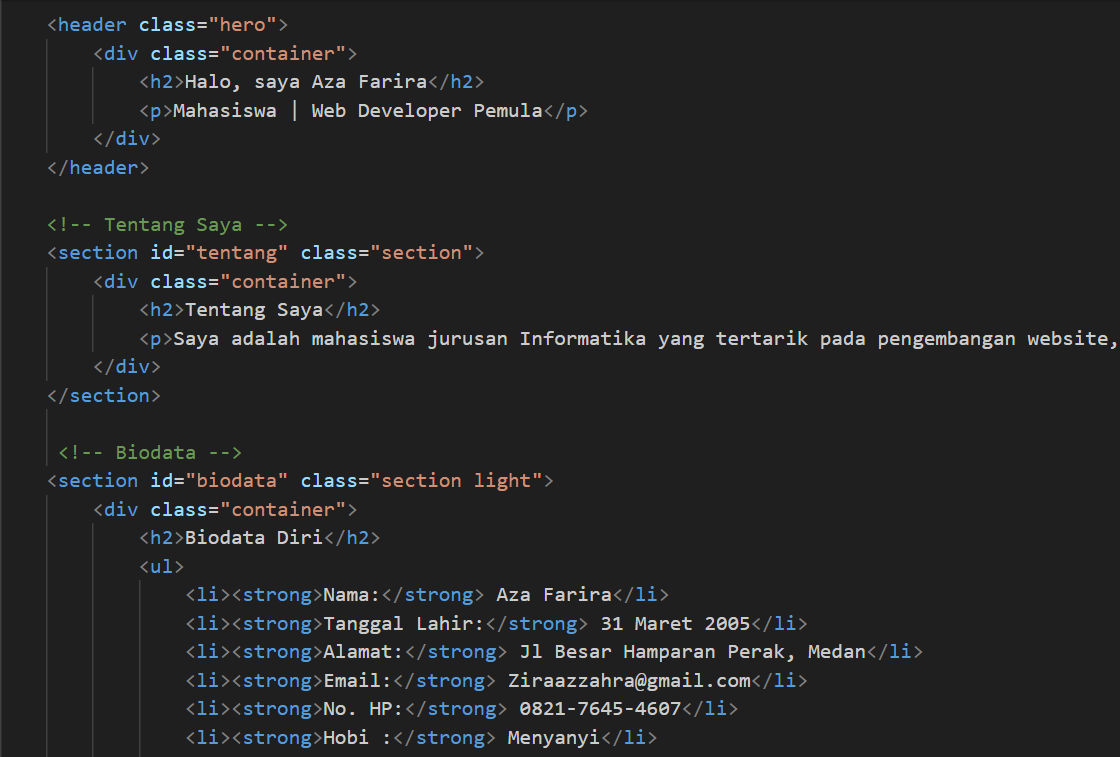 <header class="hero">
<div class="container">
<h2>Halo, saya Aza Farira</h2>
<p>Mahasiswa | Web Developer Pemula</p>
</div>
</header>
<!-- Tentang Saya -->
<section id="tentang" class="section">
<div class="container">
<h2>Tentang Saya</h2>
<p>Saya adalah mahasiswa jurusan Informatika yang tertarik pada pengembangan website,
</div>
</section>
<!-- Biodata -->
<section id="biodata" class="section light">
<div class="container">
<h2>Biodata Diri</h2>
<ul>
<li><strong>Nama:</strong> Aza Farira</li>
<li><strong>Tanggal Lahir:</strong> 31 Maret 2005</li>
<li><strong>Alamat:</strong> Jl Besar Hamparan Perak, Medan</li>
<li><strong>Email:</strong> Ziraazzahra@gmail.com</li>
<li><strong>No. HP:</strong> 0821-7645-4607</li>
<li><strong>Hobi :</strong> Menyanyi</li>